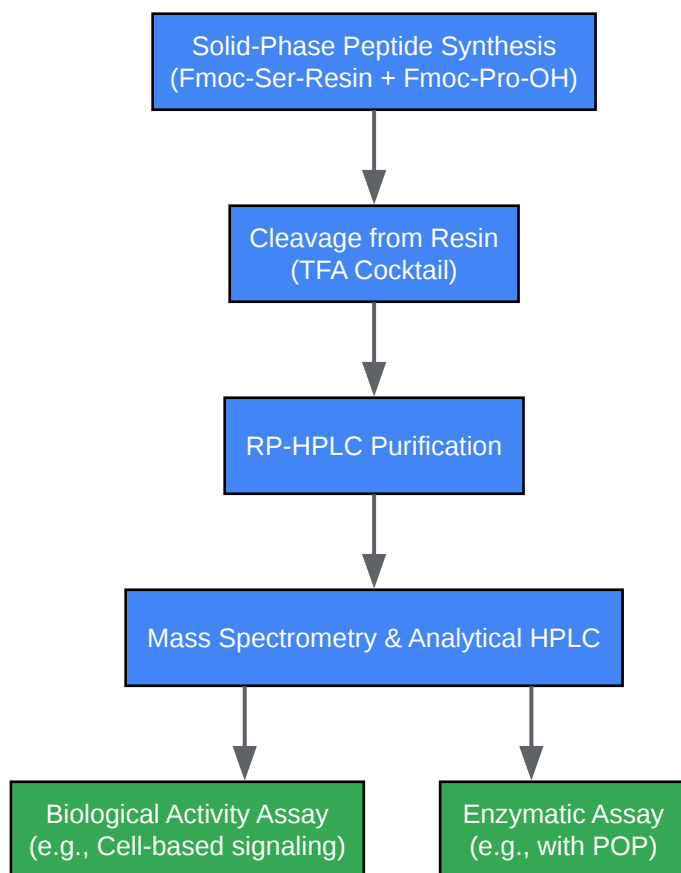 Solid-Phase Peptide Synthesis
(Fmoc-Ser-Resin + Fmoc-Pro-OH)
Cleavage from Resin
(TFA Cocktail)
RP-HPLC Purification
Mass Spectrometry & Analytical HPLC
Biological Activity Assay
(e.g., Cell-based signaling)
Enzymatic Assay
(e.g., with POP)